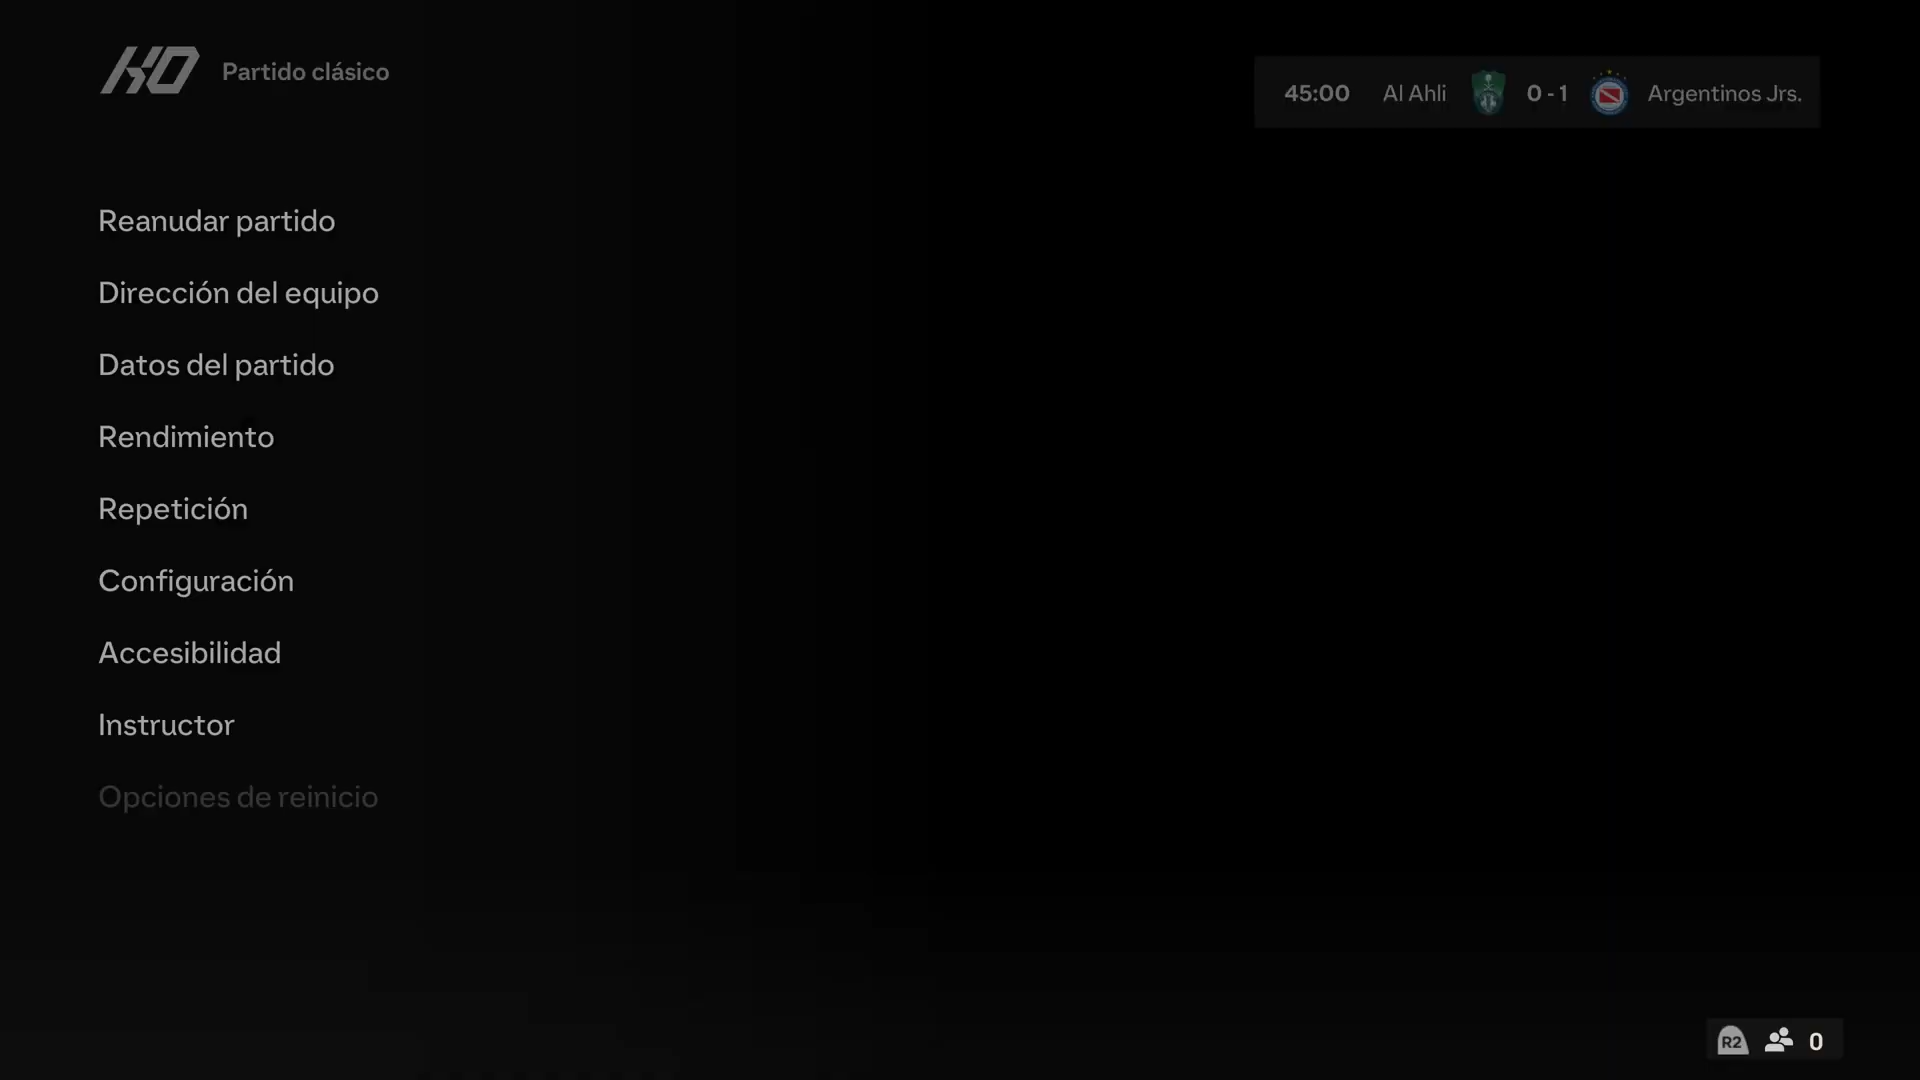 KO Partido clásico
45:00 Al Ahli 0 - 1 Argentinos Jrs.
Reanudar partido
Dirección del equipo
Datos del partido
Rendimiento
Repetición
Configuración
Accesibilidad
Instructor
Opciones de reinicio
R2 0